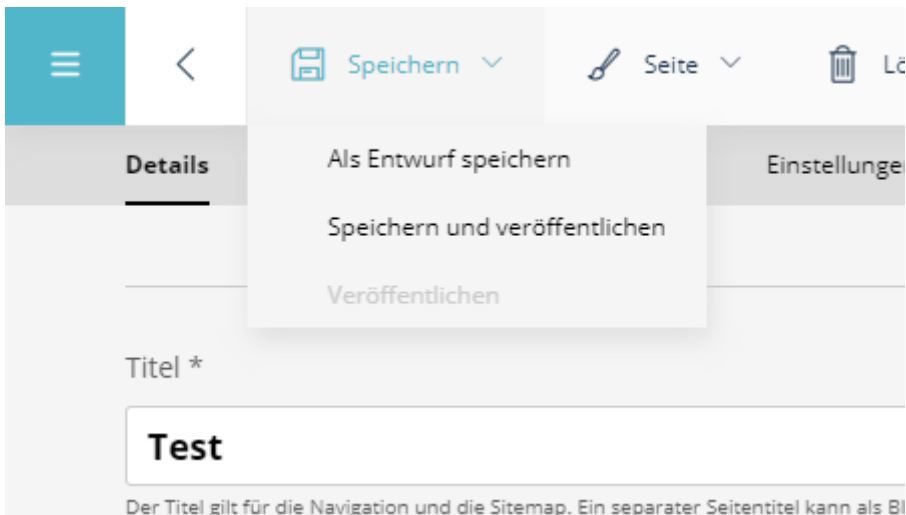 Speichern
Seite
Details
Als Entwurf speichern
Speichern und veröffentlichen
Veröffentlichen
Titel *
Test
Der Titel gilt für die Navigation und die Sitemap. Ein separater Seitentitel kann als